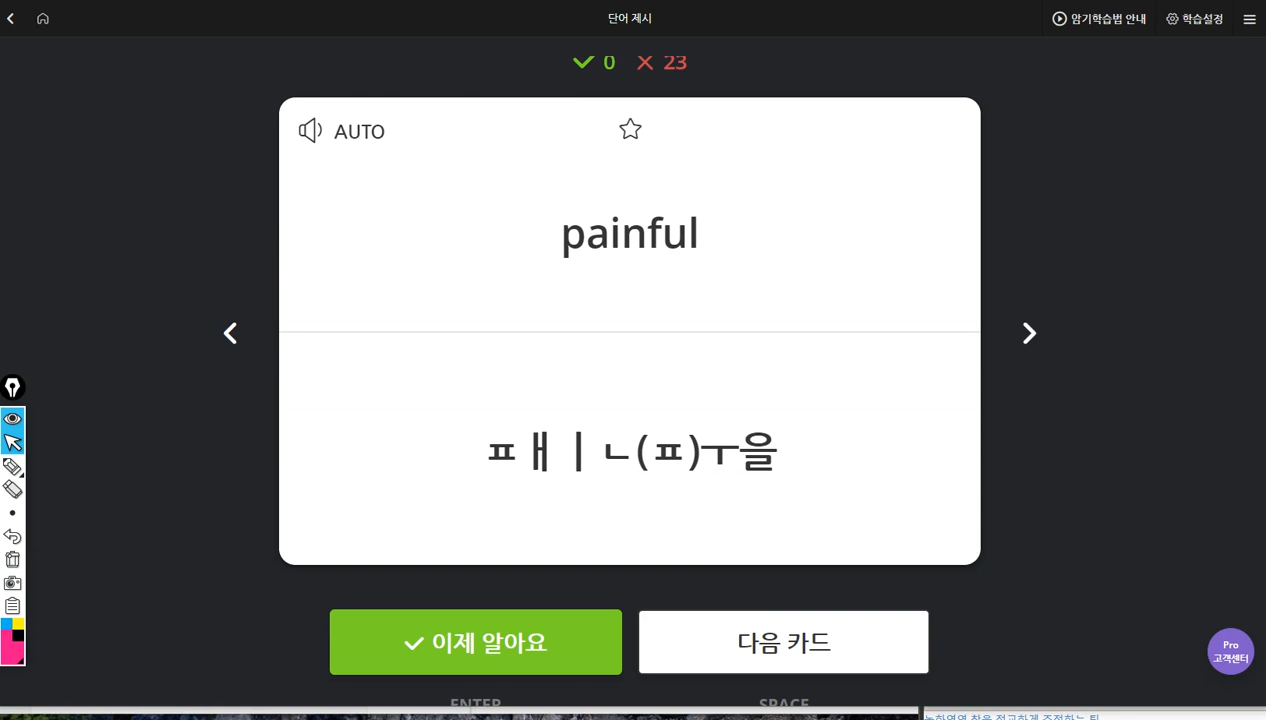 단어 제시
암기학습법 안내
학습설정
0
23
AUTO
painful
ㅍㅐㅣㄴ(ㅍ)ㅜ을
이제 알아요
다음 카드
ENTER
SPACE
Pro
고객센터